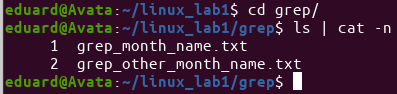 eduard@Avata:~/linux_lab1$ cd grep/
eduard@Avata:~/linux_lab1/grep$ ls | cat -n
     1  grep_month_name.txt
     2  grep_other_month_name.txt
eduard@Avata:~/linux_lab1/grep$